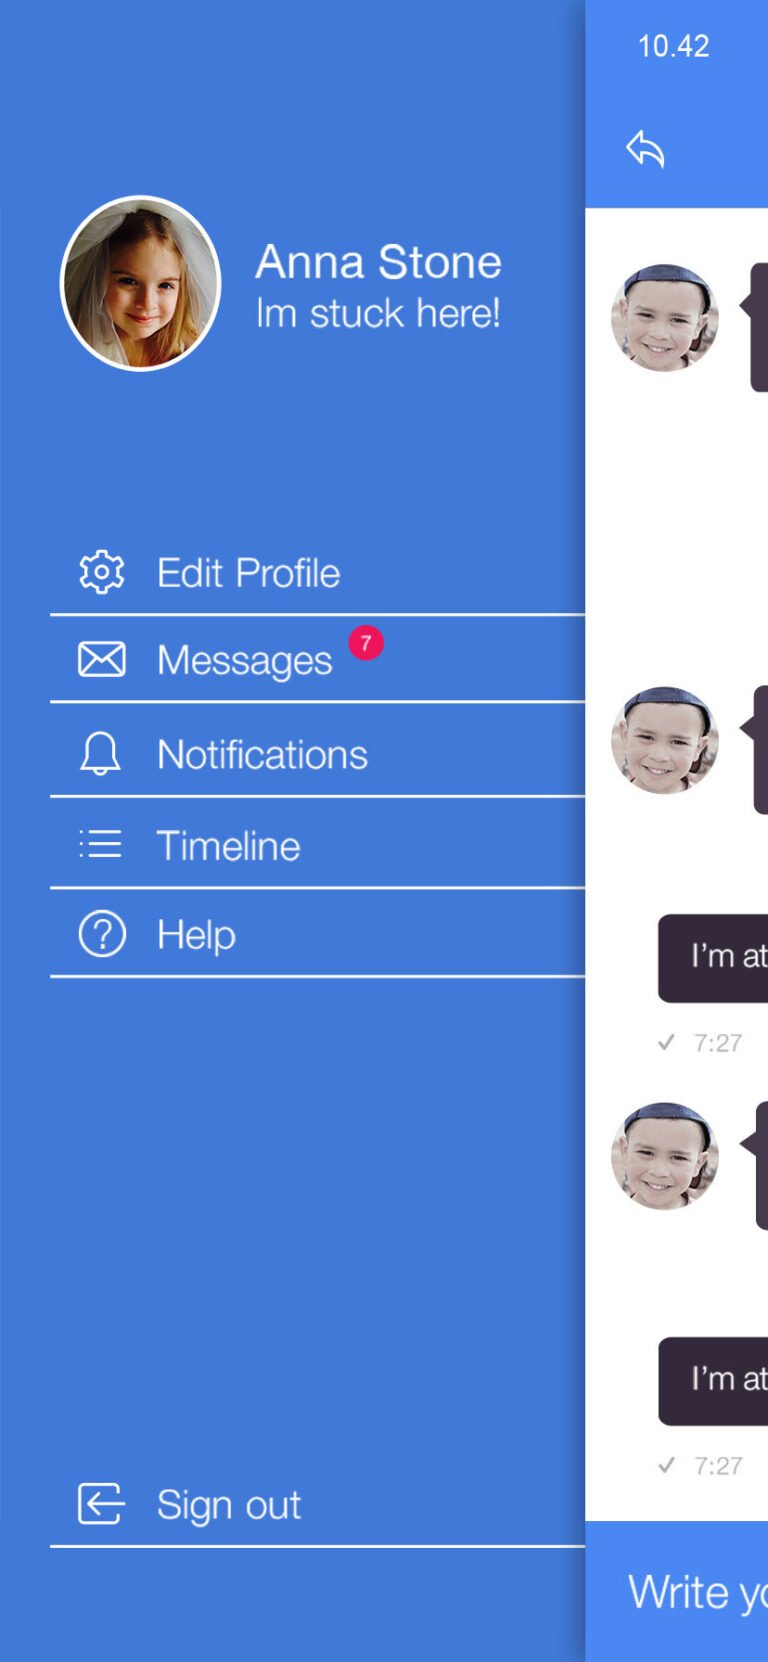 10.42
Anna Stone
Im stuck here!
Edit Profile
Messages 7
Notifications
Timeline
Help
Sign out
I'm at
7:27
I'm at
7:27
Write yo